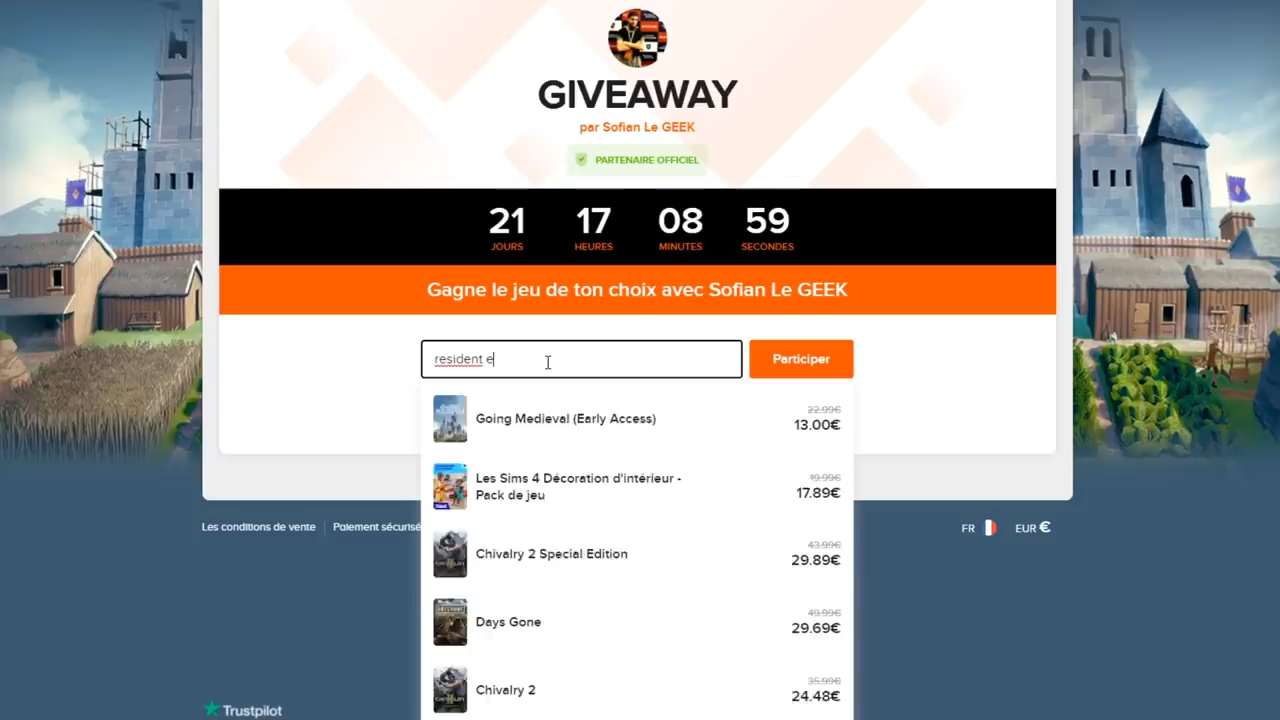 GIVEAWAY
par Sofian Le GEEK
PARTENAIRE OFFICIEL
21 17 08 59
JOURS HEURES MINUTES SECONDES
Gagne le jeu de ton choix avec Sofian Le GEEK
resident e
Participer
Going Medieval (Early Access)
22.99€
13.00€
Les Sims 4 Décoration d'intérieur -
Pack de jeu
19.99€
17.89€
Chivalry 2 Special Edition
43.99€
29.89€
Days Gone
49.99€
29.69€
Chivalry 2
35.99€
24.48€
Les conditions de vente
Paiement sécurisé
FR
EUR €
Trustpilot